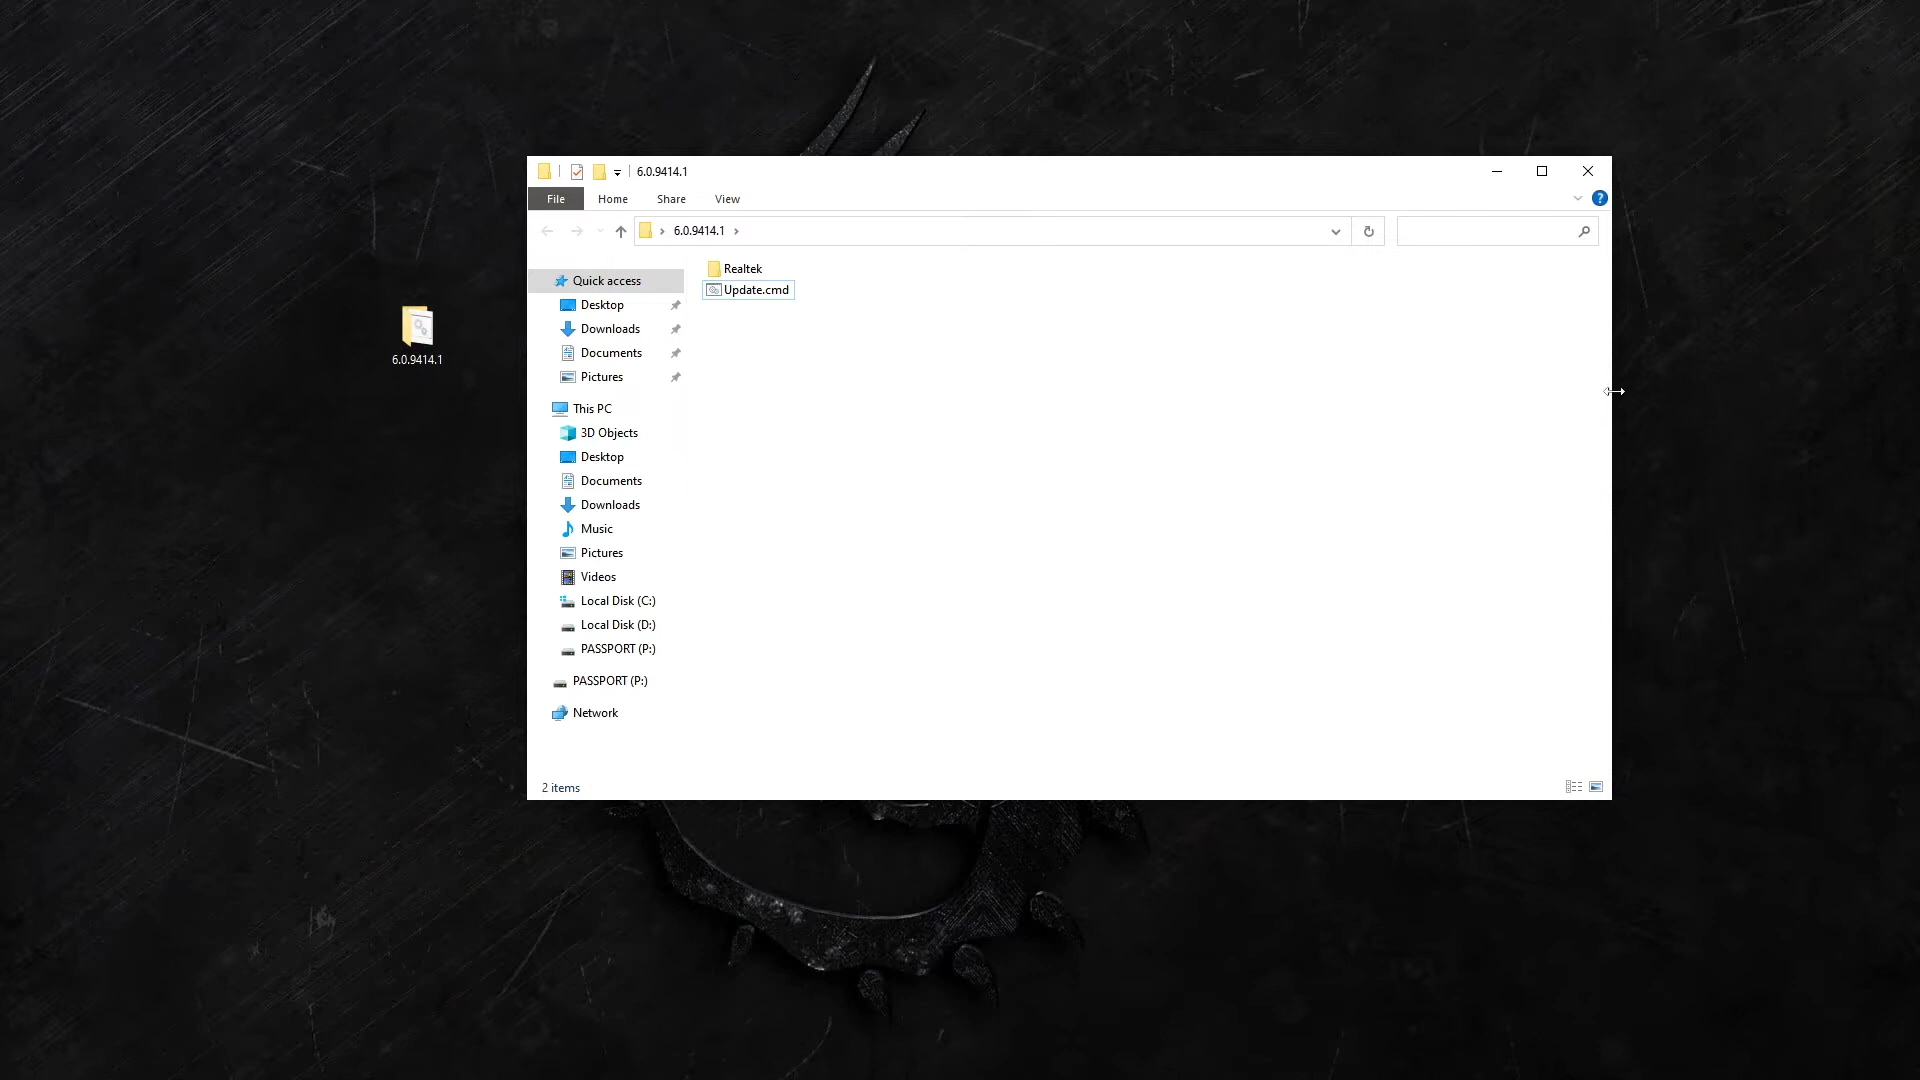 6.0.9414.1
File Home Share View
?
6.0.9414.1
Quick access
Desktop
Downloads
Documents
Pictures
This PC
3D Objects
Desktop
Documents
Downloads
Music
Pictures
Videos
Local Disk (C:)
Local Disk (D:)
PASSPORT (P:)
PASSPORT (P:)
Network
Realtek
Update.cmd
2 items
6.0.9414.1